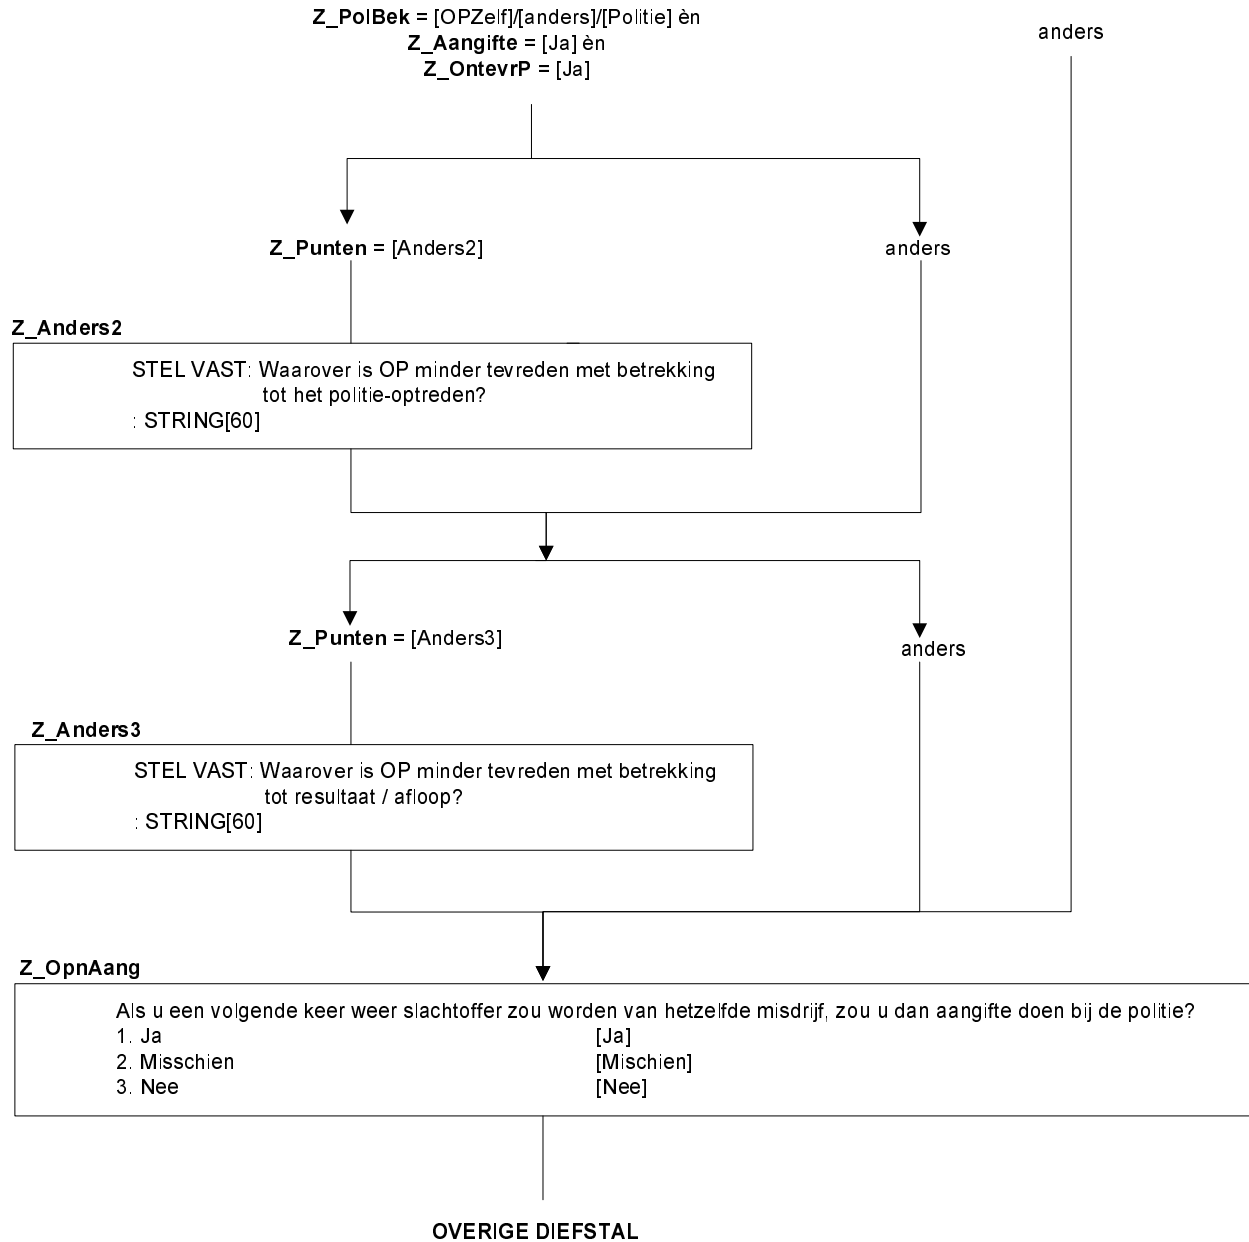 Z_PolBek = [OPZelf]/[anders]/[Politie] èn
Z_Aangifte = [Ja] èn
Z_OntevrP = [Ja]
anders
Z_Punten = [Anders2]
anders
Z_Anders2
STEL VAST: Waarover is OP minder tevreden met betrekking
tot het politie-optreden?
: STRING[60]
Z_Punten = [Anders3]
anders
Z_Anders3
STEL VAST: Waarover is OP minder tevreden met betrekking
tot resultaat / afloop?
: STRING[60]
Z_OpnAang
Als u een volgende keer weer slachtoffer zou worden van hetzelfde misdrijf, zou u dan aangifte doen bij de politie?
1. Ja [Ja]
2. Misschien [Mischien]
3. Nee [Nee]
OVERIGE DIEFSTAL